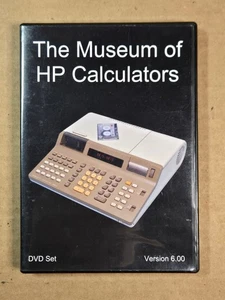 The Museum of
HP Calculators
DVD Set
Version 6.00